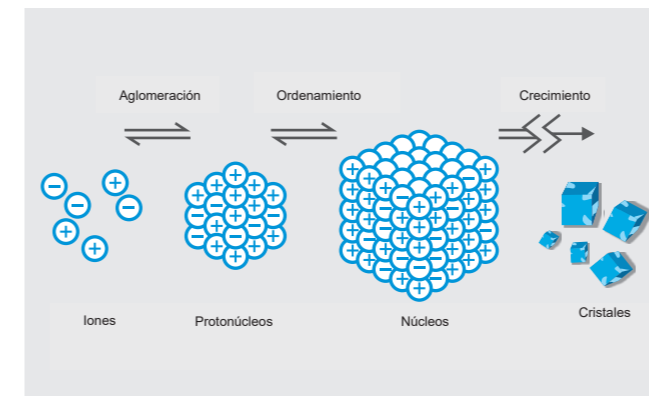 Aglomeración
Ordenamiento
Crecimiento
Iones
Protonúcleos
Núcleos
Cristales